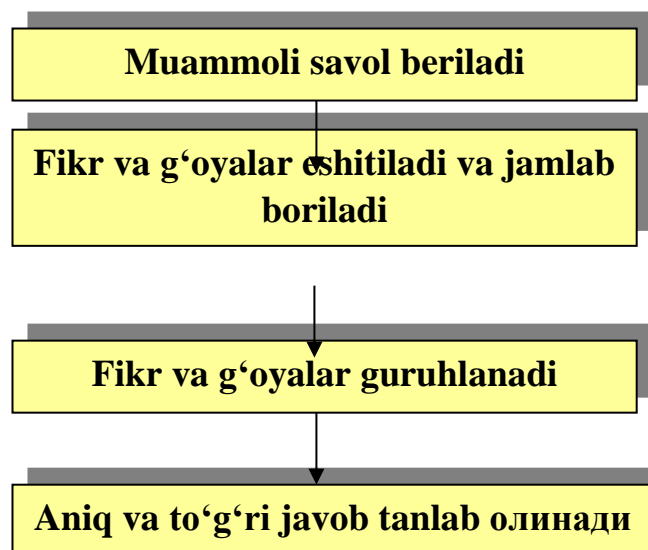 Muammoli savol beriladi
Fikr va g‘oyalar eshitiladi va jamlab
boriladi
Fikr va g‘oyalar guruhlanadi
Aniq va to‘g‘ri javob tanlab олинади